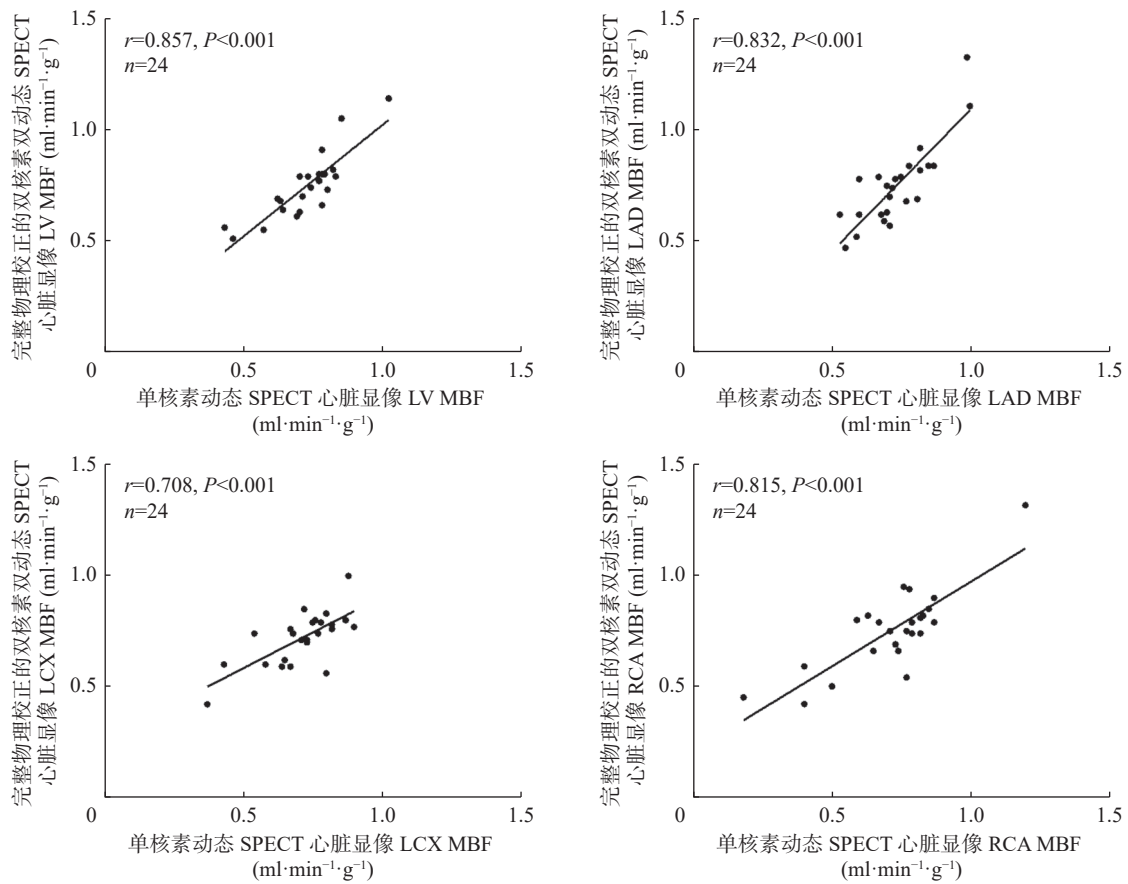 完整物理校正的双核素双动态 SPECT
心脏显像 LV MBF (ml·min⁻¹·g⁻¹)
1.5
r=0.857, P<0.001
n=24
1.0
0.5
0
0.5
1.0
1.5
单核素动态 SPECT 心脏显像 LV MBF
(ml·min⁻¹·g⁻¹)
完整物理校正的双核素双动态 SPECT
心脏显像 LAD MBF (ml·min⁻¹·g⁻¹)
1.5
r=0.832, P<0.001
n=24
1.0
0.5
0
0.5
1.0
1.5
单核素动态 SPECT 心脏显像 LAD MBF
(ml·min⁻¹·g⁻¹)
完整物理校正的双核素双动态 SPECT
心脏显像 LCX MBF (ml·min⁻¹·g⁻¹)
1.5
r=0.708, P<0.001
n=24
1.0
0.5
0
0.5
1.0
1.5
单核素动态 SPECT 心脏显像 LCX MBF
(ml·min⁻¹·g⁻¹)
完整物理校正的双核素双动态 SPECT
心脏显像 RCA MBF (ml·min⁻¹·g⁻¹)
1.5
r=0.815, P<0.001
n=24
1.0
0.5
0
0.5
1.0
1.5
单核素动态 SPECT 心脏显像 RCA MBF
(ml·min⁻¹·g⁻¹)